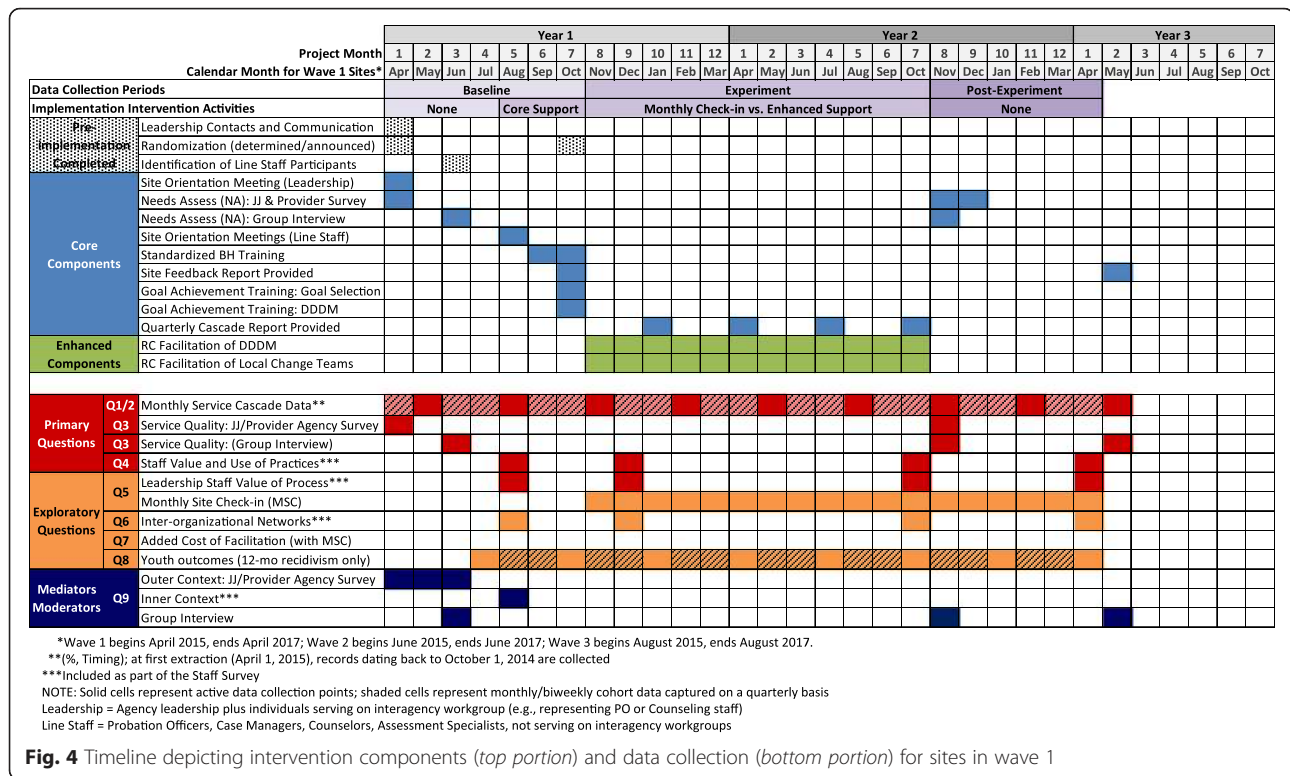 Year 1 Year 2 Year 3
Project Month 1 2 3 4 5 6 7 8 9 10 11 12 1 2 3 4 5 6 7 8 9 10 11 12 1 2 3 4 5 6 7
Calendar Month for Wave 1 Sites* Apr May Jun Jul Aug Sep Oct Nov Dec Jan Feb Mar Apr May Jun Jul Aug Sep Oct Nov Dec Jan Feb Mar Apr May Jun Jul Aug Sep Oct
Data Collection Periods Baseline Experiment Post-Experiment
Implementation Intervention Activities None Core Support Monthly Check-in vs. Enhanced Support None
Pre-
Implementation
Completed
Leadership Contacts and Communication
Randomization (determined/announced)
Identification of Line Staff Participants
Core
Components
Site Orientation Meeting (Leadership)
Needs Assess (NA): JJ & Provider Survey
Needs Assess (NA): Group Interview
Site Orientation Meetings (Line Staff)
Standardized BH Training
Site Feedback Report Provided
Goal Achievement Training: Goal Selection
Goal Achievement Training: DDDM
Quarterly Cascade Report Provided
Enhanced
Components
RC Facilitation of DDDM
RC Facilitation of Local Change Teams
Primary
Questions
Q1/2 Monthly Service Cascade Data**
Q3 Service Quality: JJ/Provider Agency Survey
Q3 Service Quality: (Group Interview)
Q4 Staff Value and Use of Practices***
Exploratory
Questions
Q5 Leadership Staff Value of Process***
Monthly Site Check-in (MSC)
Q6 Inter-organizational Networks***
Q7 Added Cost of Facilitation (with MSC)
Q8 Youth outcomes (12-mo recidivism only)
Mediators
Moderators
Q9 Outer Context: JJ/Provider Agency Survey
Inner Context***
Group Interview
*Wave 1 begins April 2015, ends April 2017; Wave 2 begins June 2015, ends June 2017; Wave 3 begins August 2015, ends August 2017.
**(%, Timing); at first extraction (April 1, 2015), records dating back to October 1, 2014 are collected
***Included as part of the Staff Survey
NOTE: Solid cells represent active data collection points; shaded cells represent monthly/biweekly cohort data captured on a quarterly basis
Leadership = Agency leadership plus individuals serving on interagency workgroup (e.g., representing PO or Counseling staff)
Line Staff = Probation Officers, Case Managers, Counselors, Assessment Specialists, not serving on interagency workgroups
Fig. 4 Timeline depicting intervention components (top portion) and data collection (bottom portion) for sites in wave 1